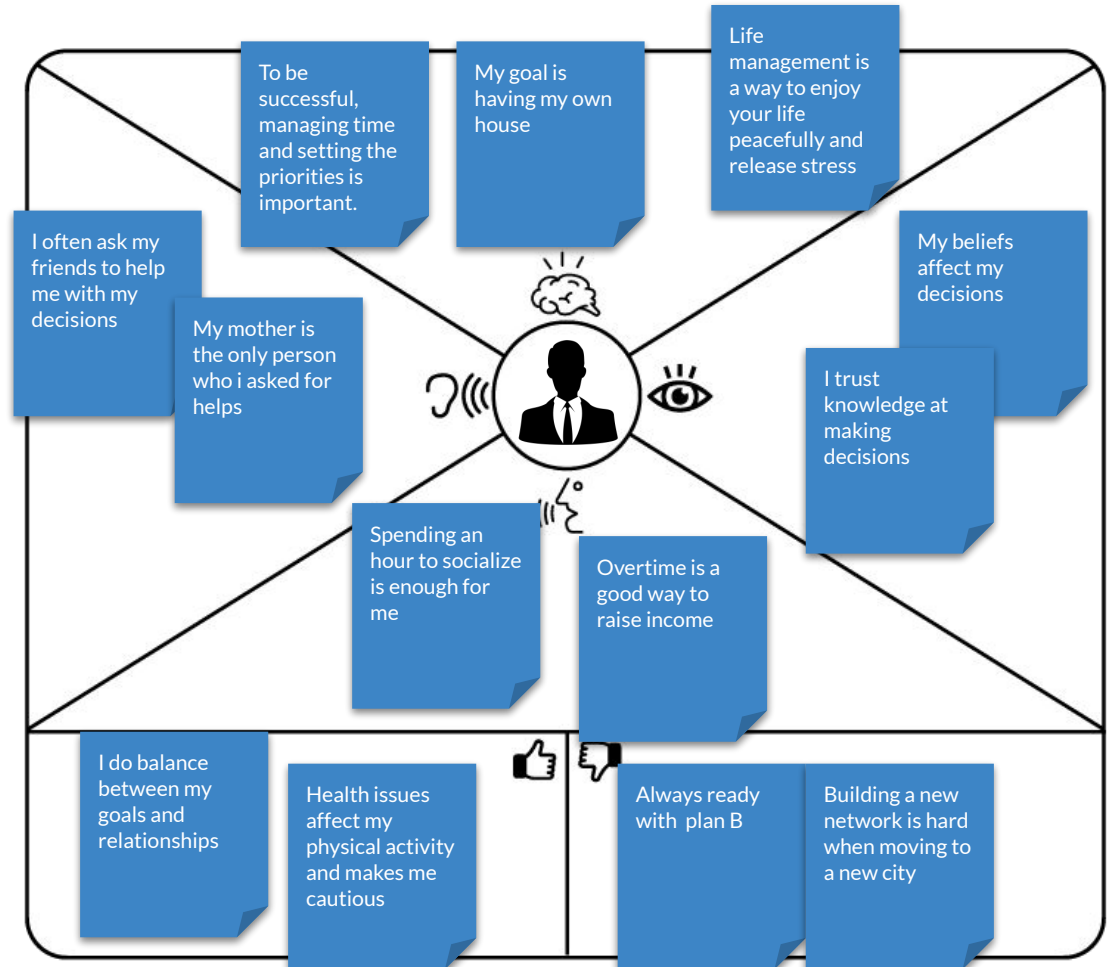 To be
successful,
managing time
and setting the
priorities is
important.
My goal is
having my own
house
Life
management is
a way to enjoy
your life
peacefully and
release stress
I often ask my
friends to help
me with my
decisions
My mother is
the only person
who i asked for
helps
My beliefs
affect my
decisions
I trust
knowledge at
making
decisions
Spending an
hour to socialize
is enough for
me
Overtime is a
good way to
raise income
I do balance
between my
goals and
relationships
Health issues
affect my
physical activity
and makes me
cautious
Always ready
with plan B
Building a new
network is hard
when moving to
a new city